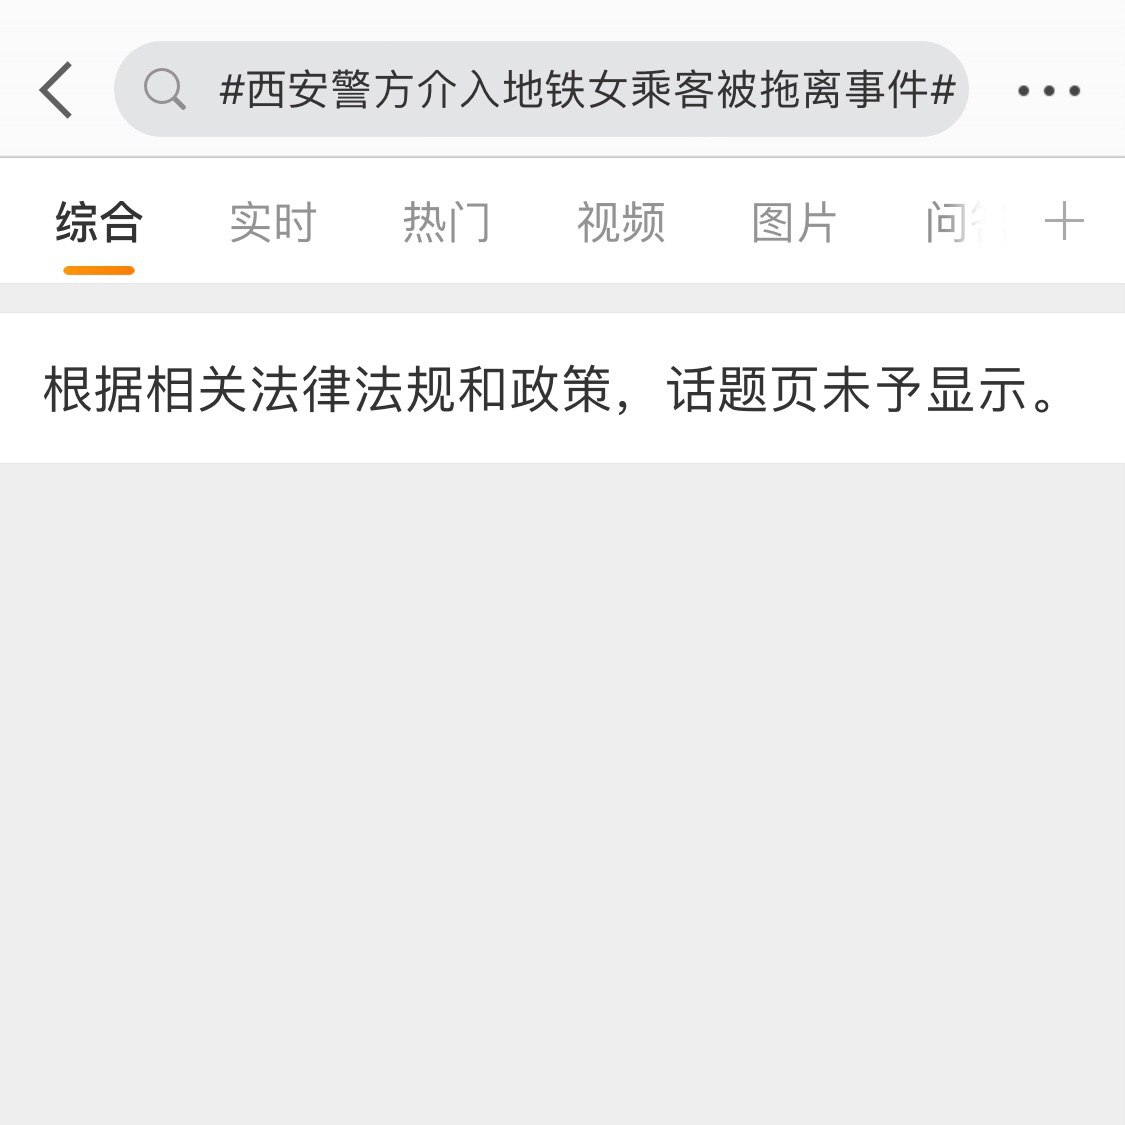 #西安警方介入地铁女乘客被拖离事件#
综合 实时 热门 视频 图片 问
根据相关法律法规和政策，话题页未予显示。